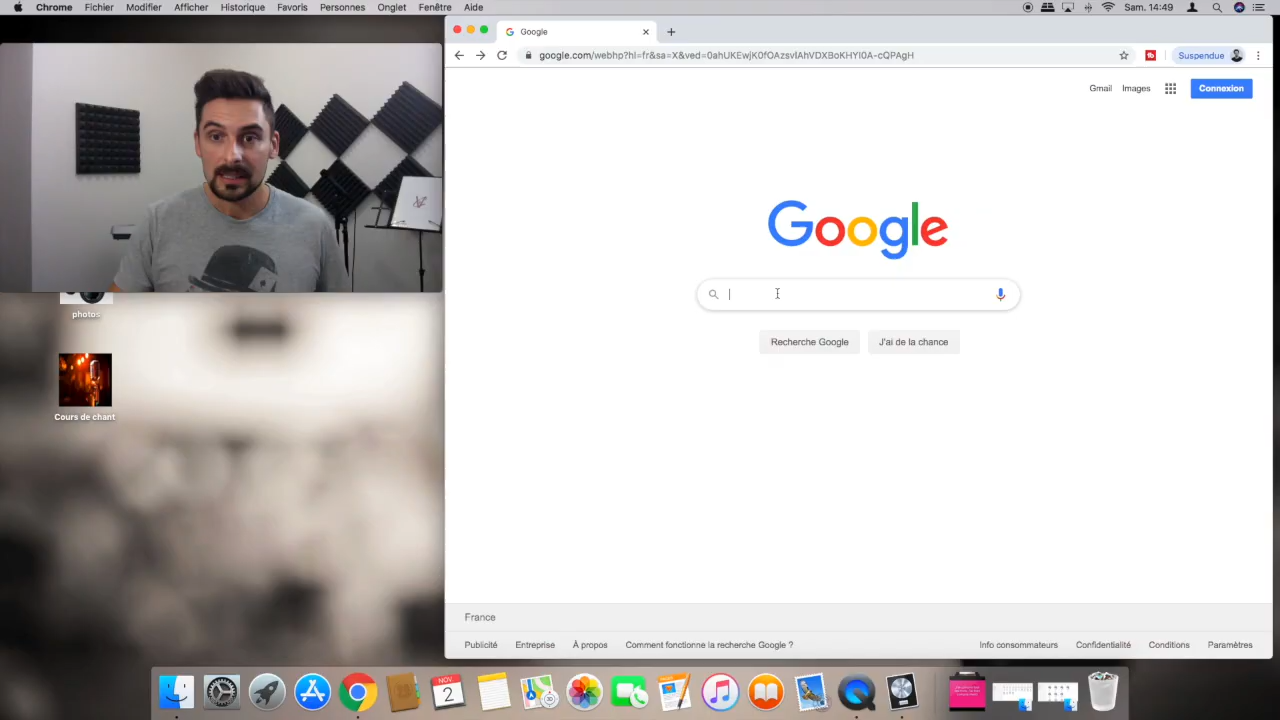 Chrome Fichier Modifier Afficher Historique Favoris Personnes Onglet Fenêtre Aide Sam. 14:49
Google
google.com/webhp?hl=fr&sa=X&ved=0ahUKEwjK0fOAzsvlAhVDXBoKHYI0A-cQPAgH
Suspendue
Gmail Images Connexion
Google
Recherche Google J'ai de la chance
photos
Cours de chant
France
Publicité Entreprise À propos Comment fonctionne la recherche Google ? Info consommateurs Confidentialité Conditions Paramètres
NOV.
2